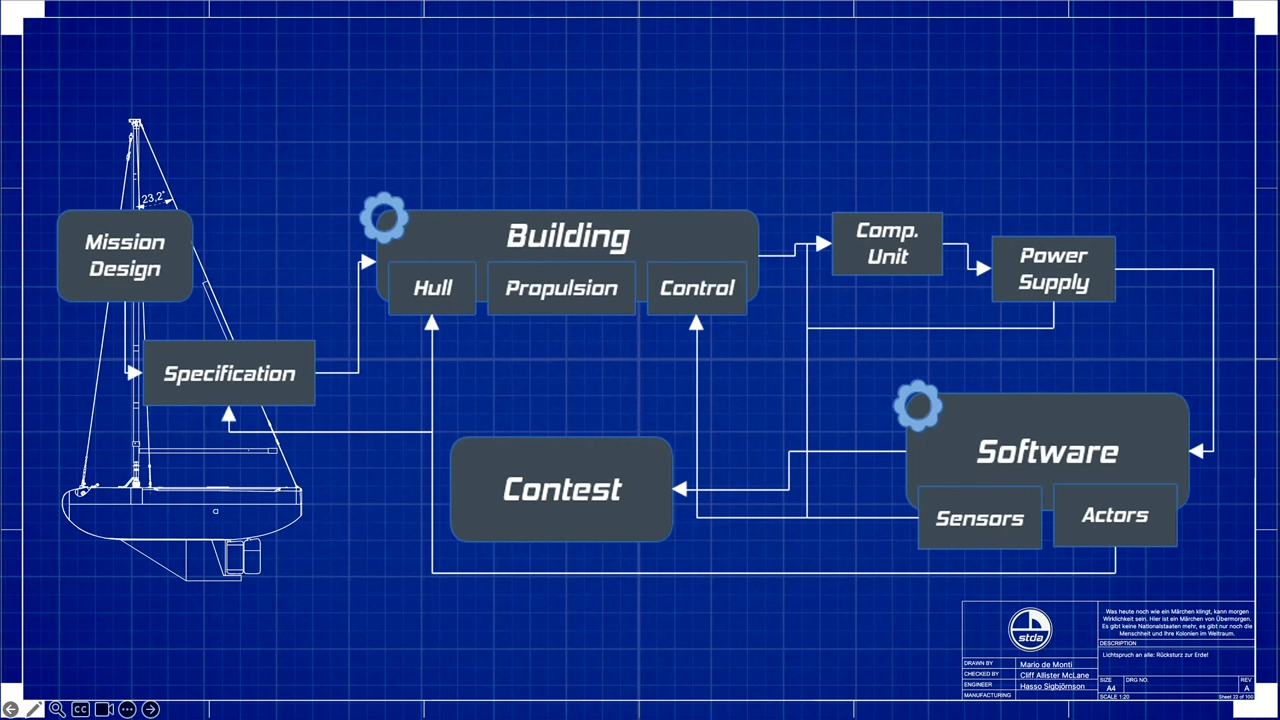 23,2°
Mission
Design
Building
Hull
Propulsion
Control
Comp.
Unit
Power
Supply
Specification
Contest
Software
Sensors
Actors
stda
Was heute noch wie ein Märchen klingt, kann morgen
Wirklichkeit sein. Hier ist ein Märchen von Übermorgen.
Es gibt keine Nationalstaaten mehr, es gibt nur noch die
Menschheit und Ihre Kolonien im Weltraum.
DESCRIPTION
Lichtspruch an alle: Rücksturz zur Erde!
DRAWN BY
Mario de Monti
CHECKED BY
Cliff Allister McLane
ENGINEER
Hasso Sigbjörnson
MANUFACTURING
SIZE
A4
DRG NO.
REV
A
SCALE 1:20
Sheet 22 of 100
CC